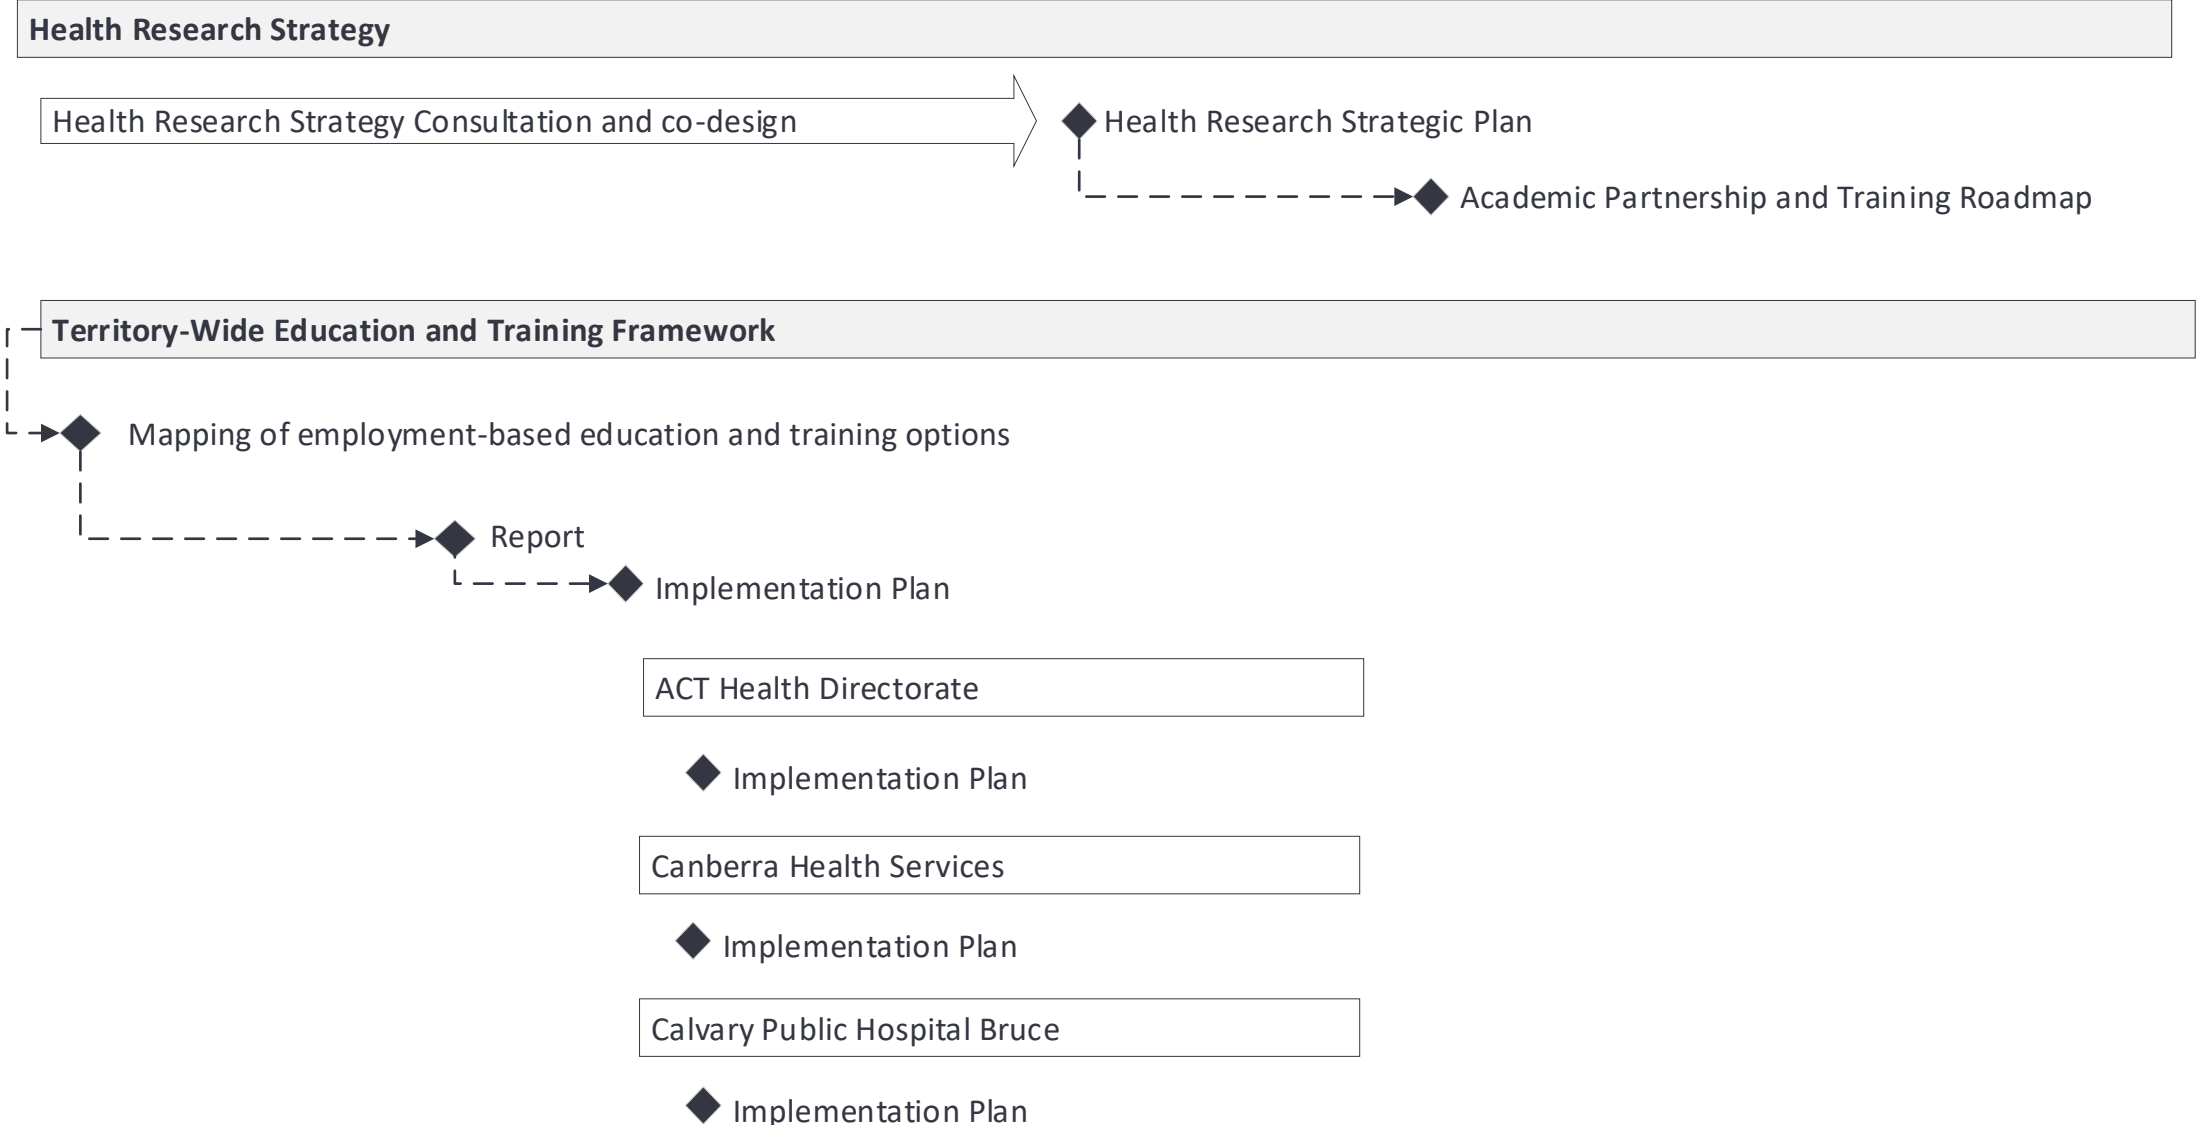 Health Research Strategy
Health Research Strategy Consultation and co-design
Health Research Strategic Plan
Academic Partnership and Training Roadmap
Territory-Wide Education and Training Framework
Mapping of employment-based education and training options
Report
Implementation Plan
ACT Health Directorate
Implementation Plan
Canberra Health Services
Implementation Plan
Calvary Public Hospital Bruce
Implementation Plan